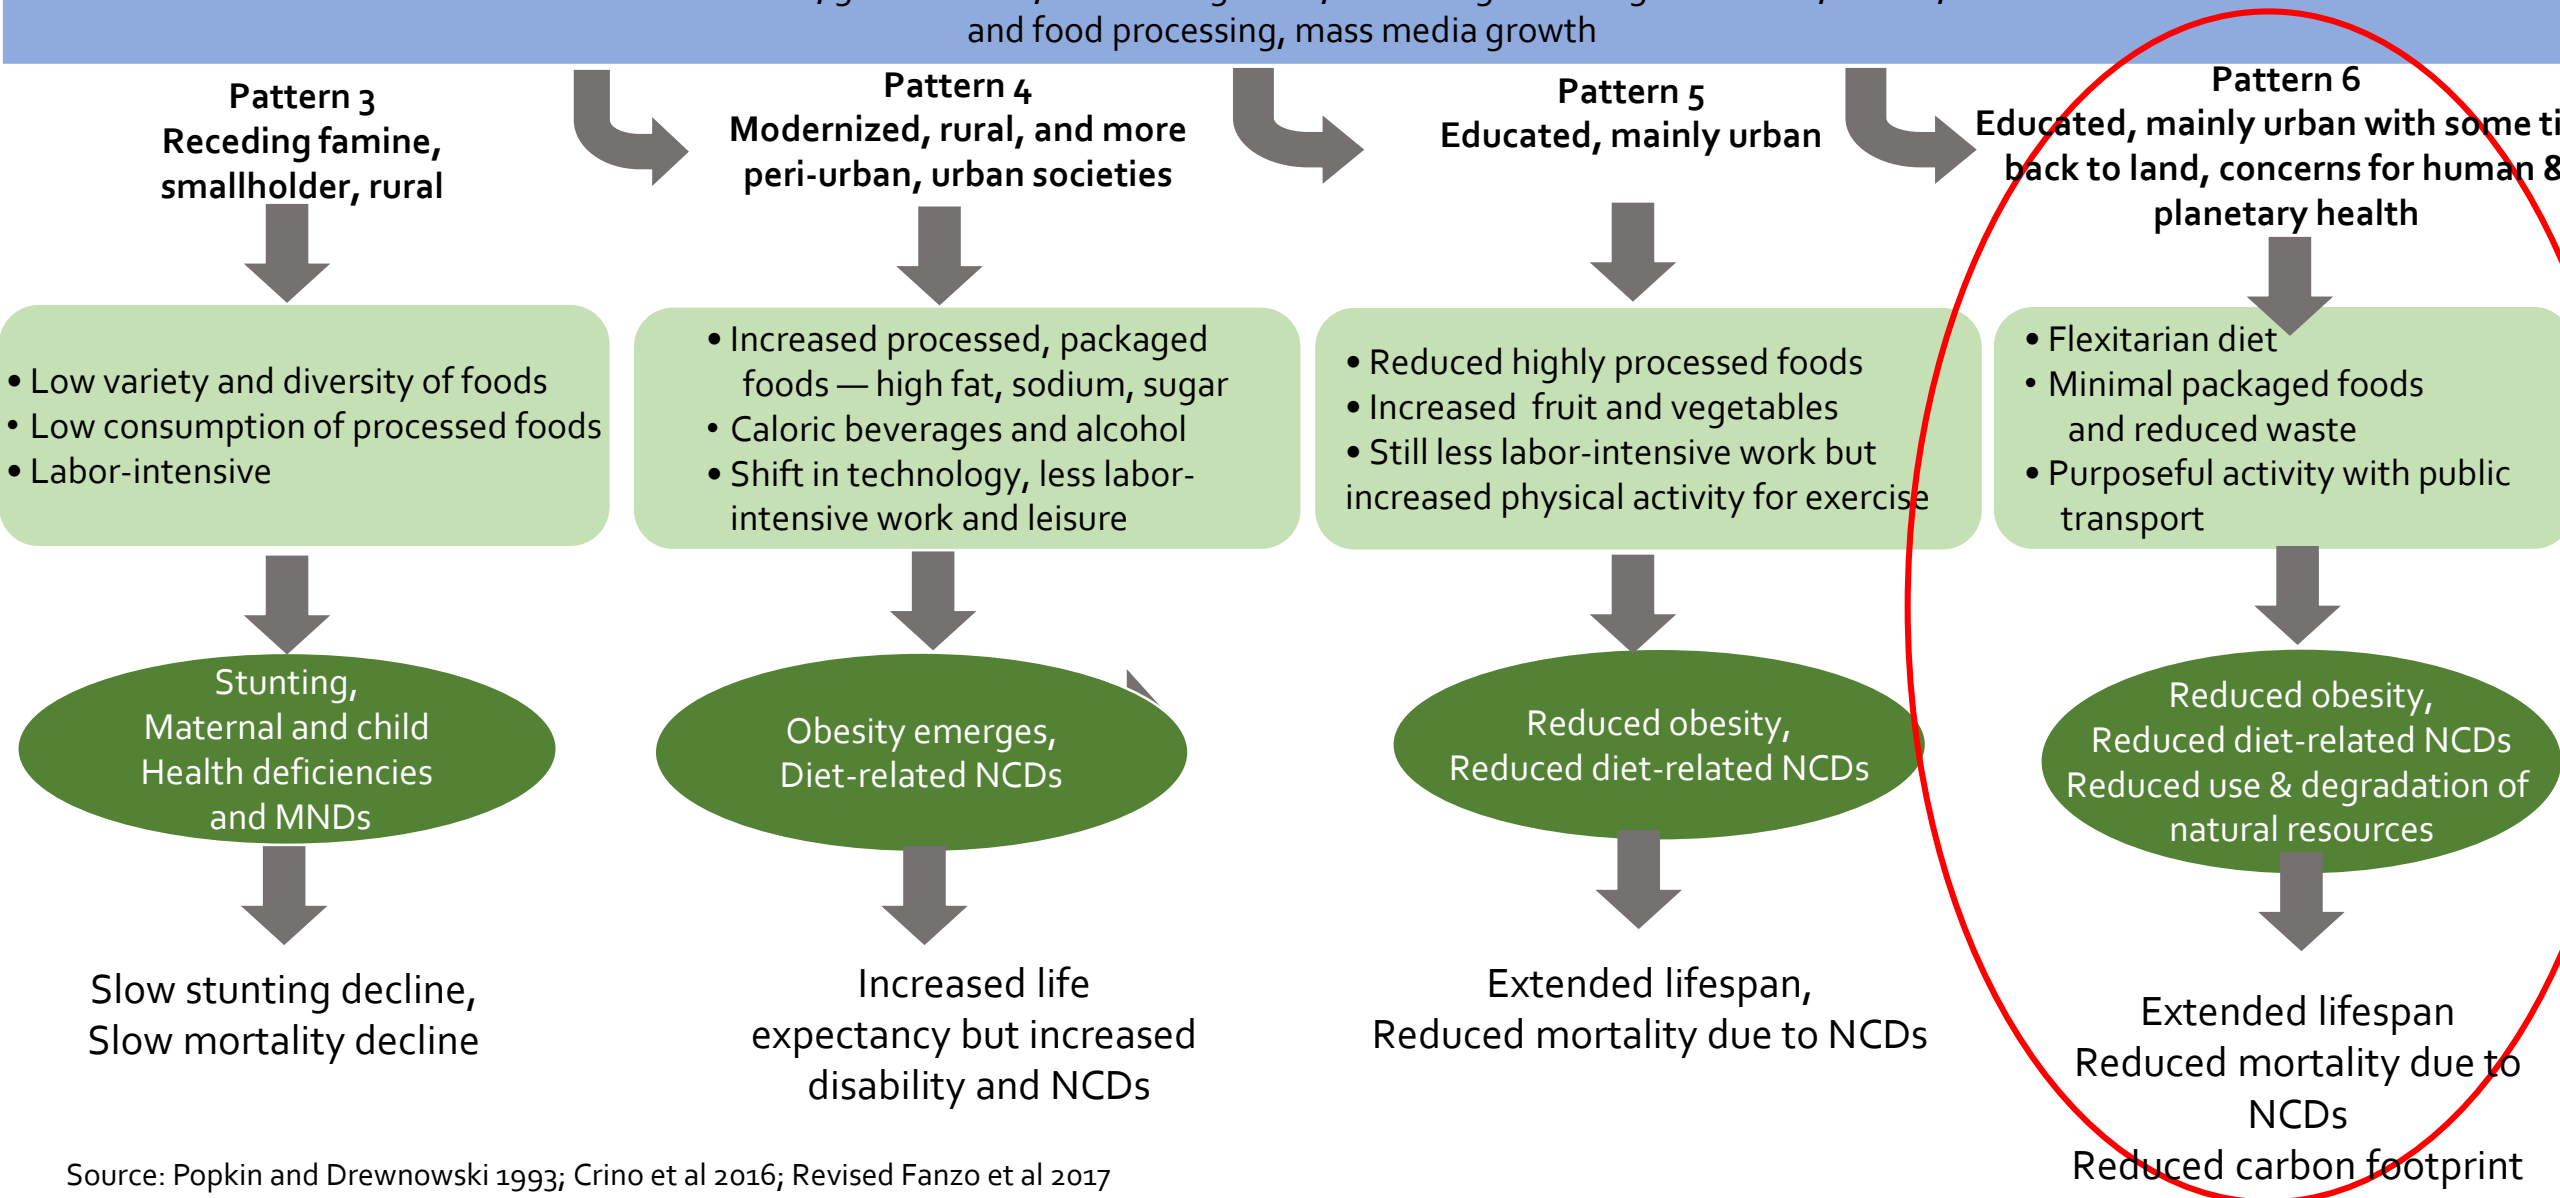 and food processing, mass media growth
Pattern 3
Receding famine,
smallholder, rural
• Low variety and diversity of foods
• Low consumption of processed foods
• Labor-intensive
Stunting,
Maternal and child
Health deficiencies
and MNDs
Slow stunting decline,
Slow mortality decline
Pattern 4
Modernized, rural, and more
peri-urban, urban societies
• Increased processed, packaged
foods — high fat, sodium, sugar
• Caloric beverages and alcohol
• Shift in technology, less labor-
intensive work and leisure
Obesity emerges,
Diet-related NCDs
Increased life
expectancy but increased
disability and NCDs
Pattern 5
Educated, mainly urban
• Reduced highly processed foods
• Increased fruit and vegetables
• Still less labor-intensive work but
increased physical activity for exercise
Reduced obesity,
Reduced diet-related NCDs
Extended lifespan,
Reduced mortality due to NCDs
Pattern 6
Educated, mainly urban with some
back to land, concerns for human &
planetary health
• Flexitarian diet
• Minimal packaged foods
and reduced waste
• Purposeful activity with public
transport
Reduced obesity,
Reduced diet-related NCDs
Reduced use & degradation of
natural resources
Extended lifespan
Reduced mortality due to
NCDs
Reduced carbon footprint
Source: Popkin and Drewnowski 1993; Crino et al 2016; Revised Fanzo et al 2017